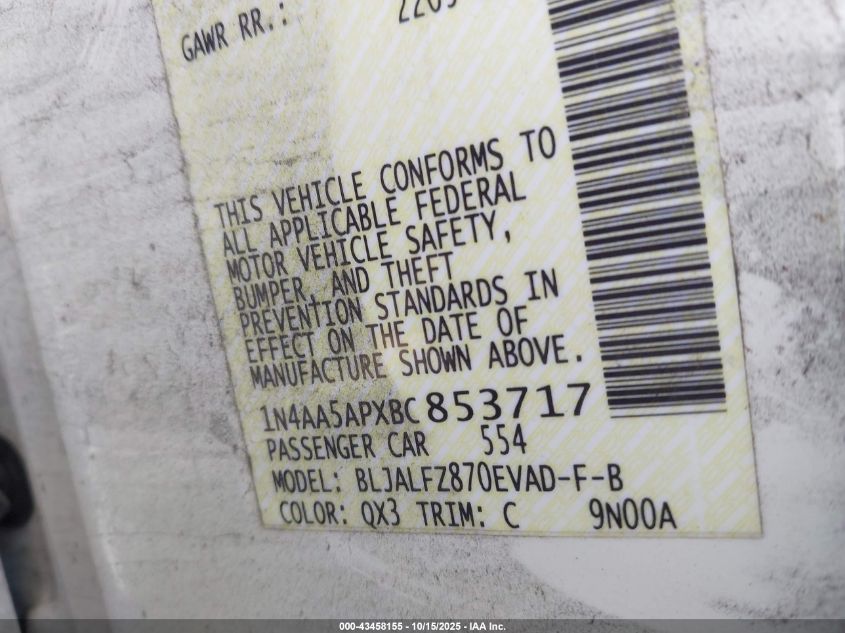 GAWR RR.:
THIS VEHICLE CONFORMS TO
ALL APPLICABLE FEDERAL
MOTOR VEHICLE SAFETY,
BUMPER, AND THEFT
PREVENTION STANDARDS IN
EFFECT ON THE DATE OF
MANUFACTURE SHOWN ABOVE.
1N4AA5APXBC853717
PASSENGER CAR 554
MODEL: BLJALFZ870EVAD-F-B
COLOR: QX3 TRIM: C 9N00A
000-43458155 - 10/15/2025 - IAA Inc.